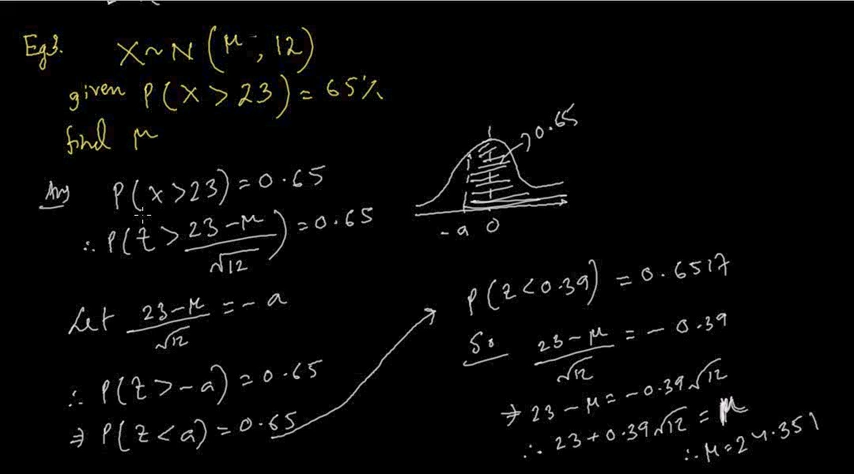 Eg3. X ~ N (μ, 12)
given P(X > 23) = 65%
find μ
Ans P(X > 23) = 0.65
∴ P(Z > (23 - μ)/√12) = 0.65
Let (23 - μ)/√12 = -a
∴ P(Z > -a) = 0.65
⇒ P(Z < a) = 0.65
0.65
-a 0
P(Z < 0.39) = 0.6517
So (23 - μ)/√12 = -0.39
⇒ 23 - μ = -0.39√12
∴ 23 + 0.39√12 = μ
∴ μ = 24.351